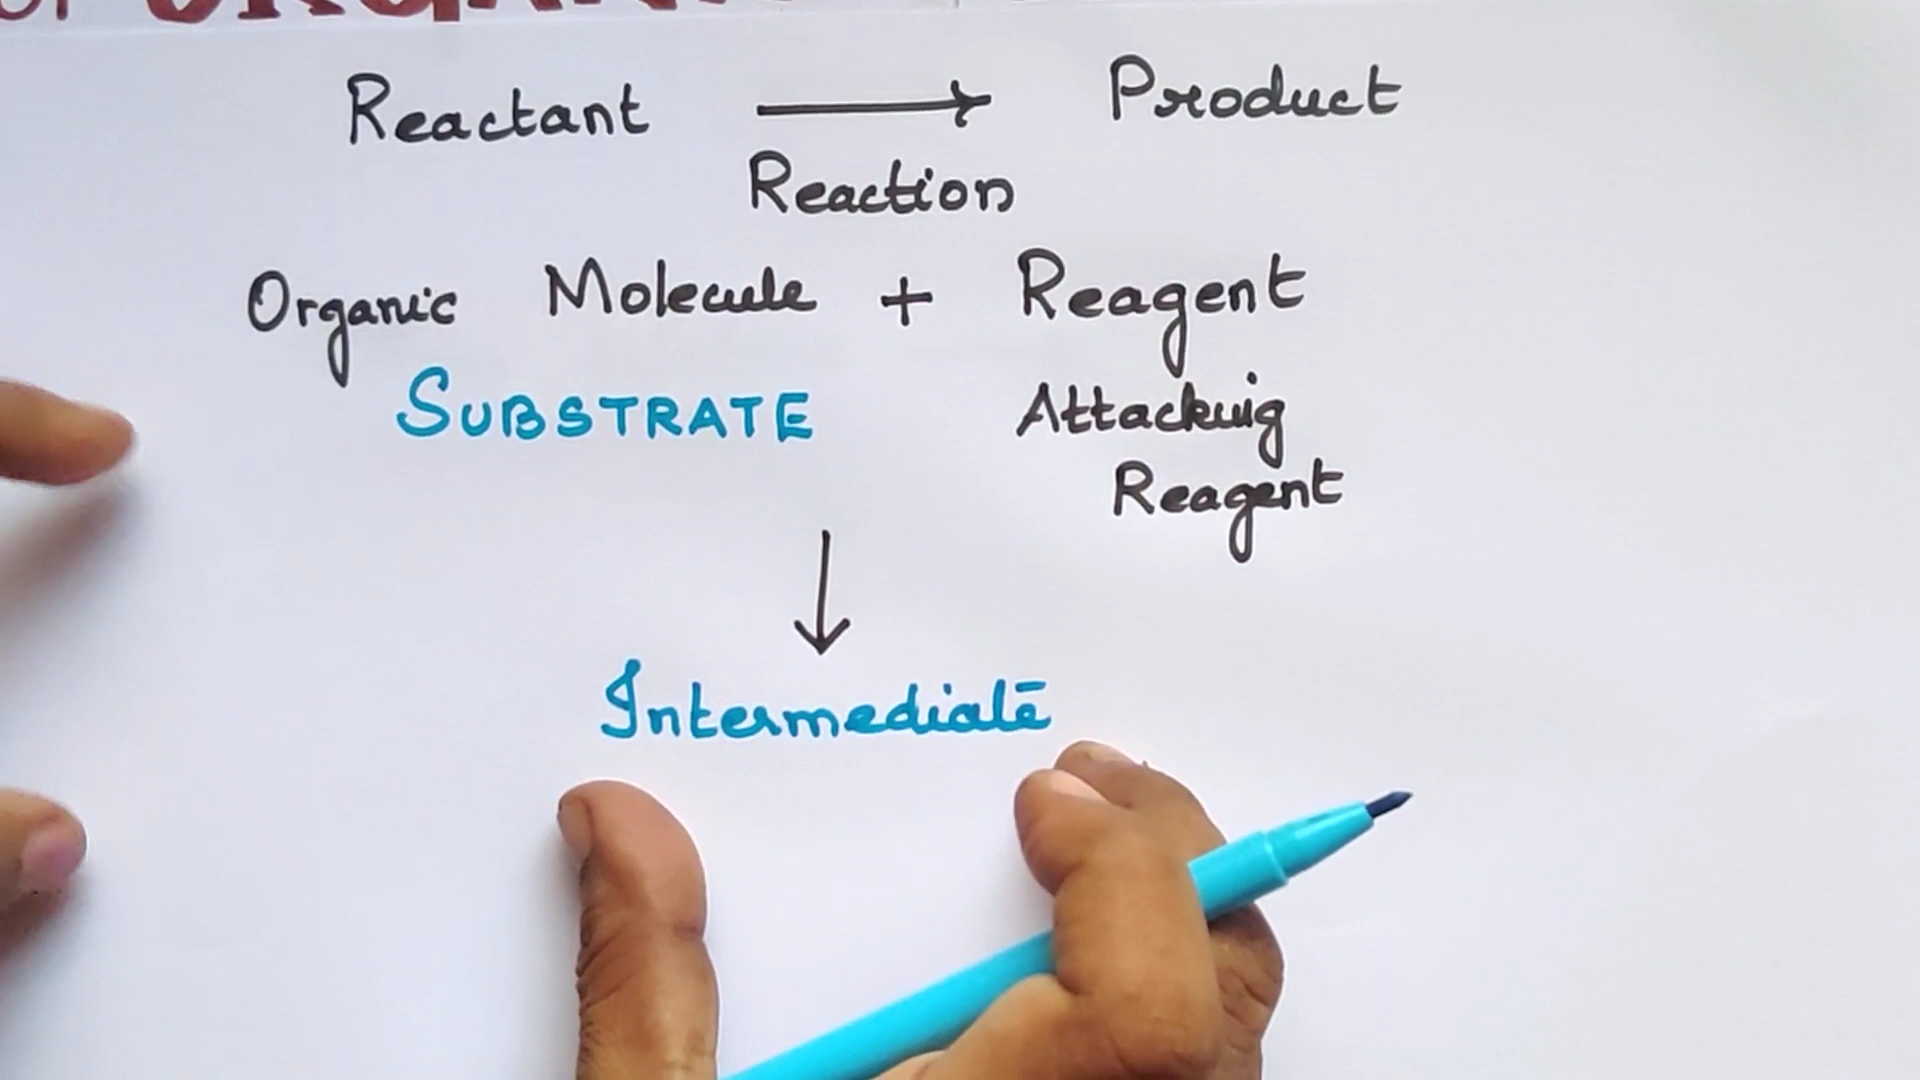 Reactant → Product
Reaction
Organic Molecule + Reagent
SUBSTRATE Attacking
Reagent
↓
Intermediate